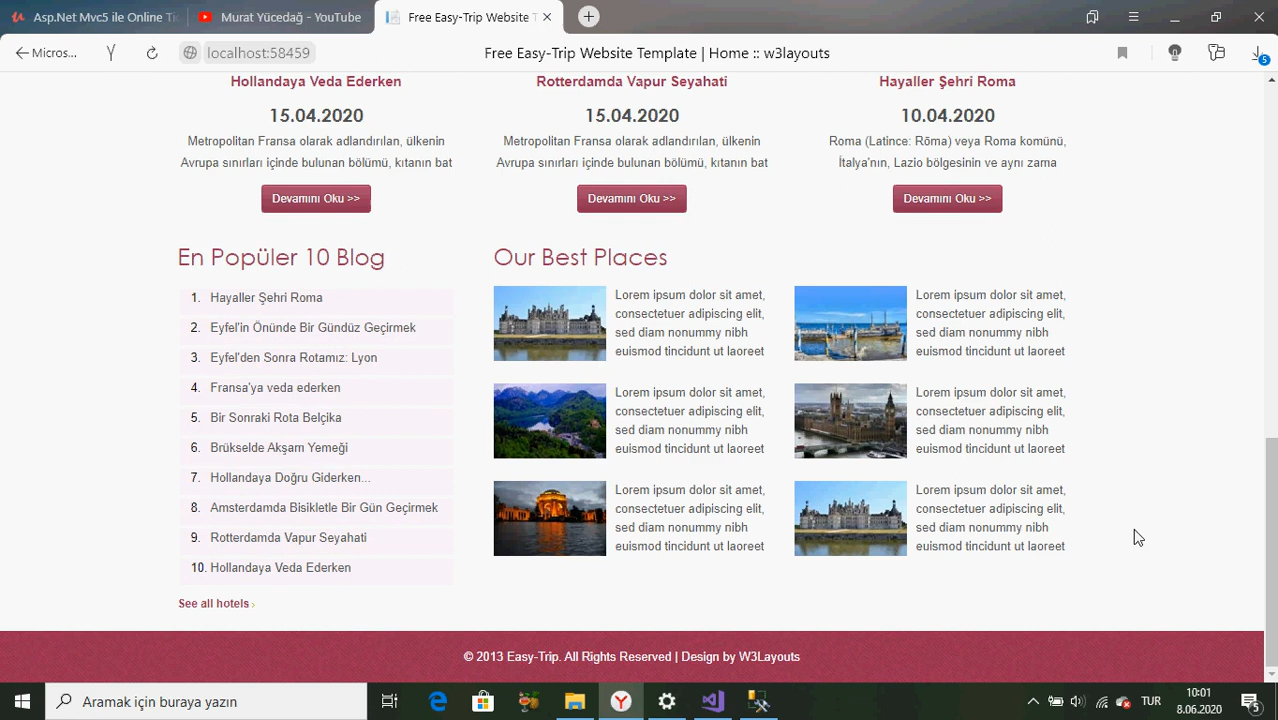 Asp.Net Mvc5 ile Online Ti
Murat Yücedağ - YouTube
Free Easy-Trip Website T
Micros...
localhost:58459
Free Easy-Trip Website Template | Home :: w3layouts
5
Hollandaya Veda Ederken
15.04.2020
Metropolitan Fransa olarak adlandırılan, ülkenin
Avrupa sınırları içinde bulunan bölümü, kıtanın bat
Devamını Oku >>
Rotterdamda Vapur Seyahati
15.04.2020
Metropolitan Fransa olarak adlandırılan, ülkenin
Avrupa sınırları içinde bulunan bölümü, kıtanın bat
Devamını Oku >>
Hayaller Şehri Roma
10.04.2020
Roma (Latince: Rōma) veya Roma komünü,
İtalya'nın, Lazio bölgesinin ve aynı zama
Devamını Oku >>
En Popüler 10 Blog
1. Hayaller Şehri Roma
2. Eyfel'in Önünde Bir Gündüz Geçirmek
3. Eyfel'den Sonra Rotamız: Lyon
4. Fransa'ya veda ederken
5. Bir Sonraki Rota Belçika
6. Brükselde Akşam Yemeği
7. Hollandaya Doğru Giderken...
8. Amsterdamda Bisikletle Bir Gün Geçirmek
9. Rotterdamda Vapur Seyahati
10. Hollandaya Veda Ederken
See all hotels ›
Our Best Places
Lorem ipsum dolor sit amet,
consectetuer adipiscing elit,
sed diam nonummy nibh
euismod tincidunt ut laoreet
Lorem ipsum dolor sit amet,
consectetuer adipiscing elit,
sed diam nonummy nibh
euismod tincidunt ut laoreet
Lorem ipsum dolor sit amet,
consectetuer adipiscing elit,
sed diam nonummy nibh
euismod tincidunt ut laoreet
Lorem ipsum dolor sit amet,
consectetuer adipiscing elit,
sed diam nonummy nibh
euismod tincidunt ut laoreet
Lorem ipsum dolor sit amet,
consectetuer adipiscing elit,
sed diam nonummy nibh
euismod tincidunt ut laoreet
Lorem ipsum dolor sit amet,
consectetuer adipiscing elit,
sed diam nonummy nibh
euismod tincidunt ut laoreet
© 2013 Easy-Trip. All Rights Reserved | Design by W3Layouts
Aramak için buraya yazın
TUR
10:01
8.06.2020
5